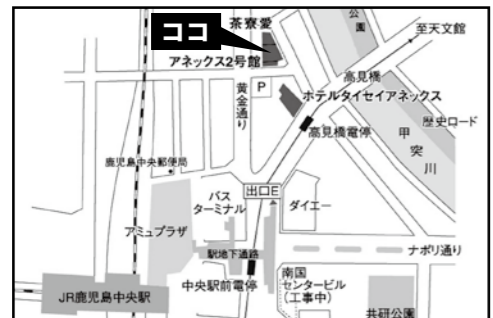 茶寮愛
ココ
アネックス2号館
公
園
至天文館
高見橋
P
ホテルタイセイアネックス
黄金通り
高見橋電停
歴史ロード
甲
突
川
鹿児島中央郵便局
出口E
バス
ターミナル
ダイエー
アミュプラザ
ナポリ通り
駅地下通路
中央駅前電停
南国
センタービル
(工事中)
JR鹿児島中央駅
共研公園